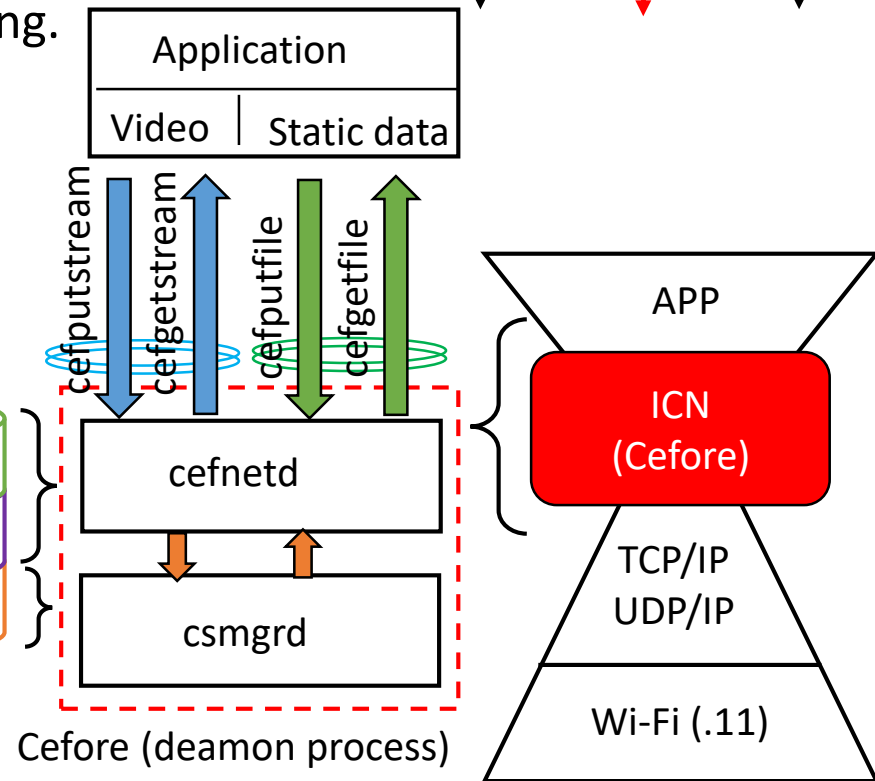 ng.
Application
Video
Static data
cefputstream
cefgetstream
cefputfile
cefgetfile
cefnetd
csmgrd
Cefore (deamon process)
APP
ICN
(Cefore)
TCP/IP
UDP/IP
Wi-Fi (.11)